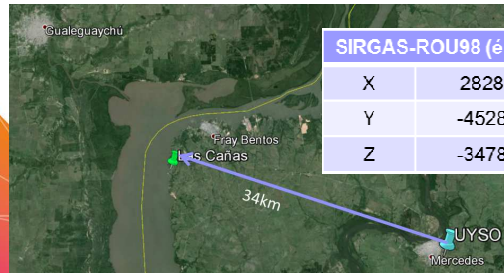 Gualeguaychú
SIRGAS-ROU98 (é
X 2828
Y -4528
Z -3478
Fray Bentos
Las Cañas
34km
UYSO
Mercedes